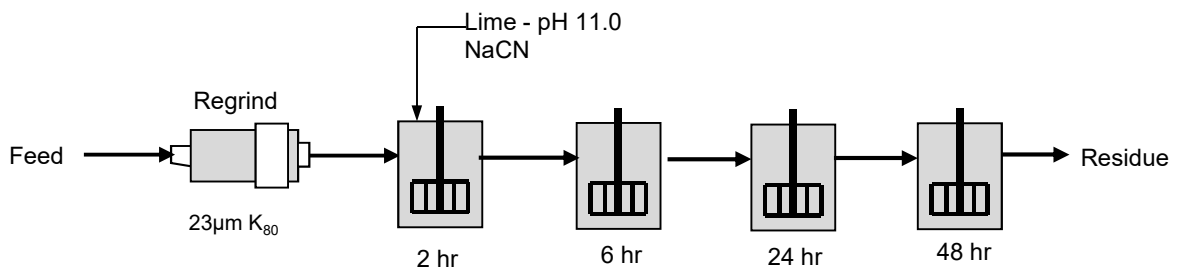 Lime - pH 11.0
NaCN
Regrind
Feed
Residue
23µm K₈₀
2 hr
6 hr
24 hr
48 hr